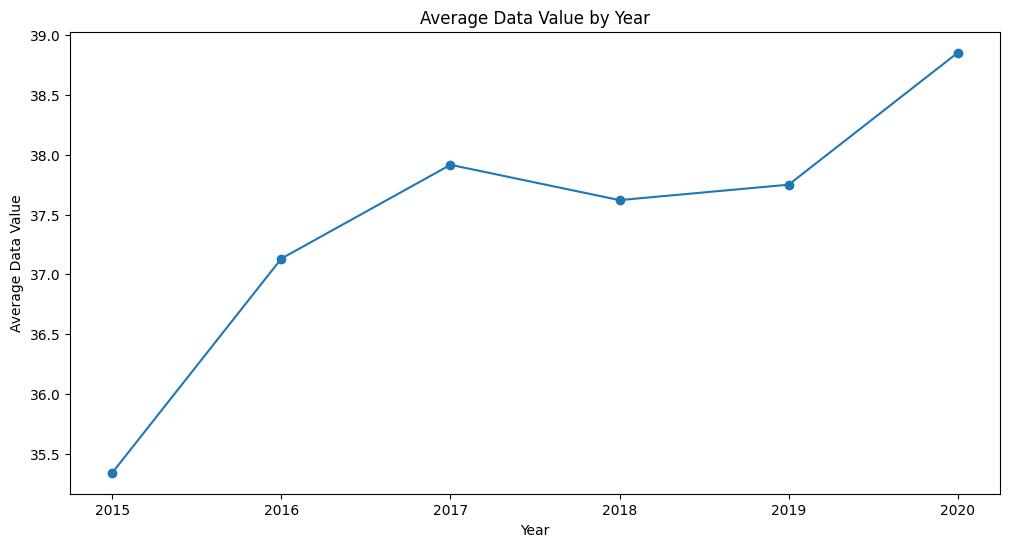 Average Data Value by Year
Average Data Value
39.0
38.5
38.0
37.5
37.0
36.5
36.0
35.5
2015 2016 2017 2018 2019 2020
Year